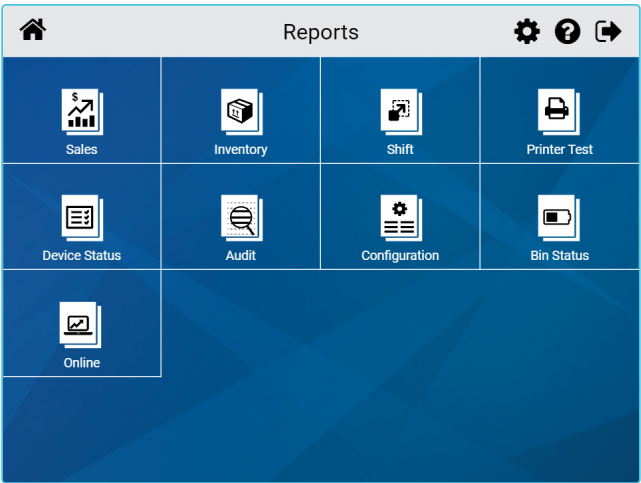 Reports
Sales
Inventory
Shift
Printer Test
Device Status
Audit
Configuration
Bin Status
Online